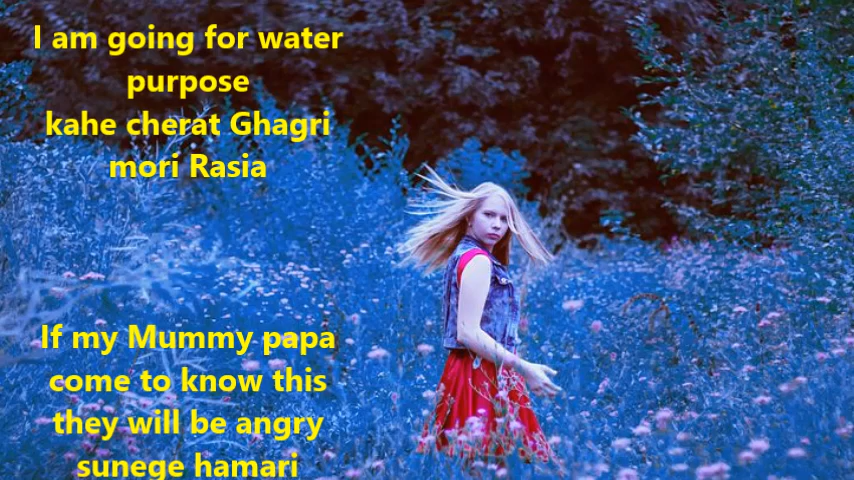 I am going for water
purpose
kahe cherat Ghagri
mori Rasia
If my Mummy papa
come to know this
they will be angry
sunege hamari